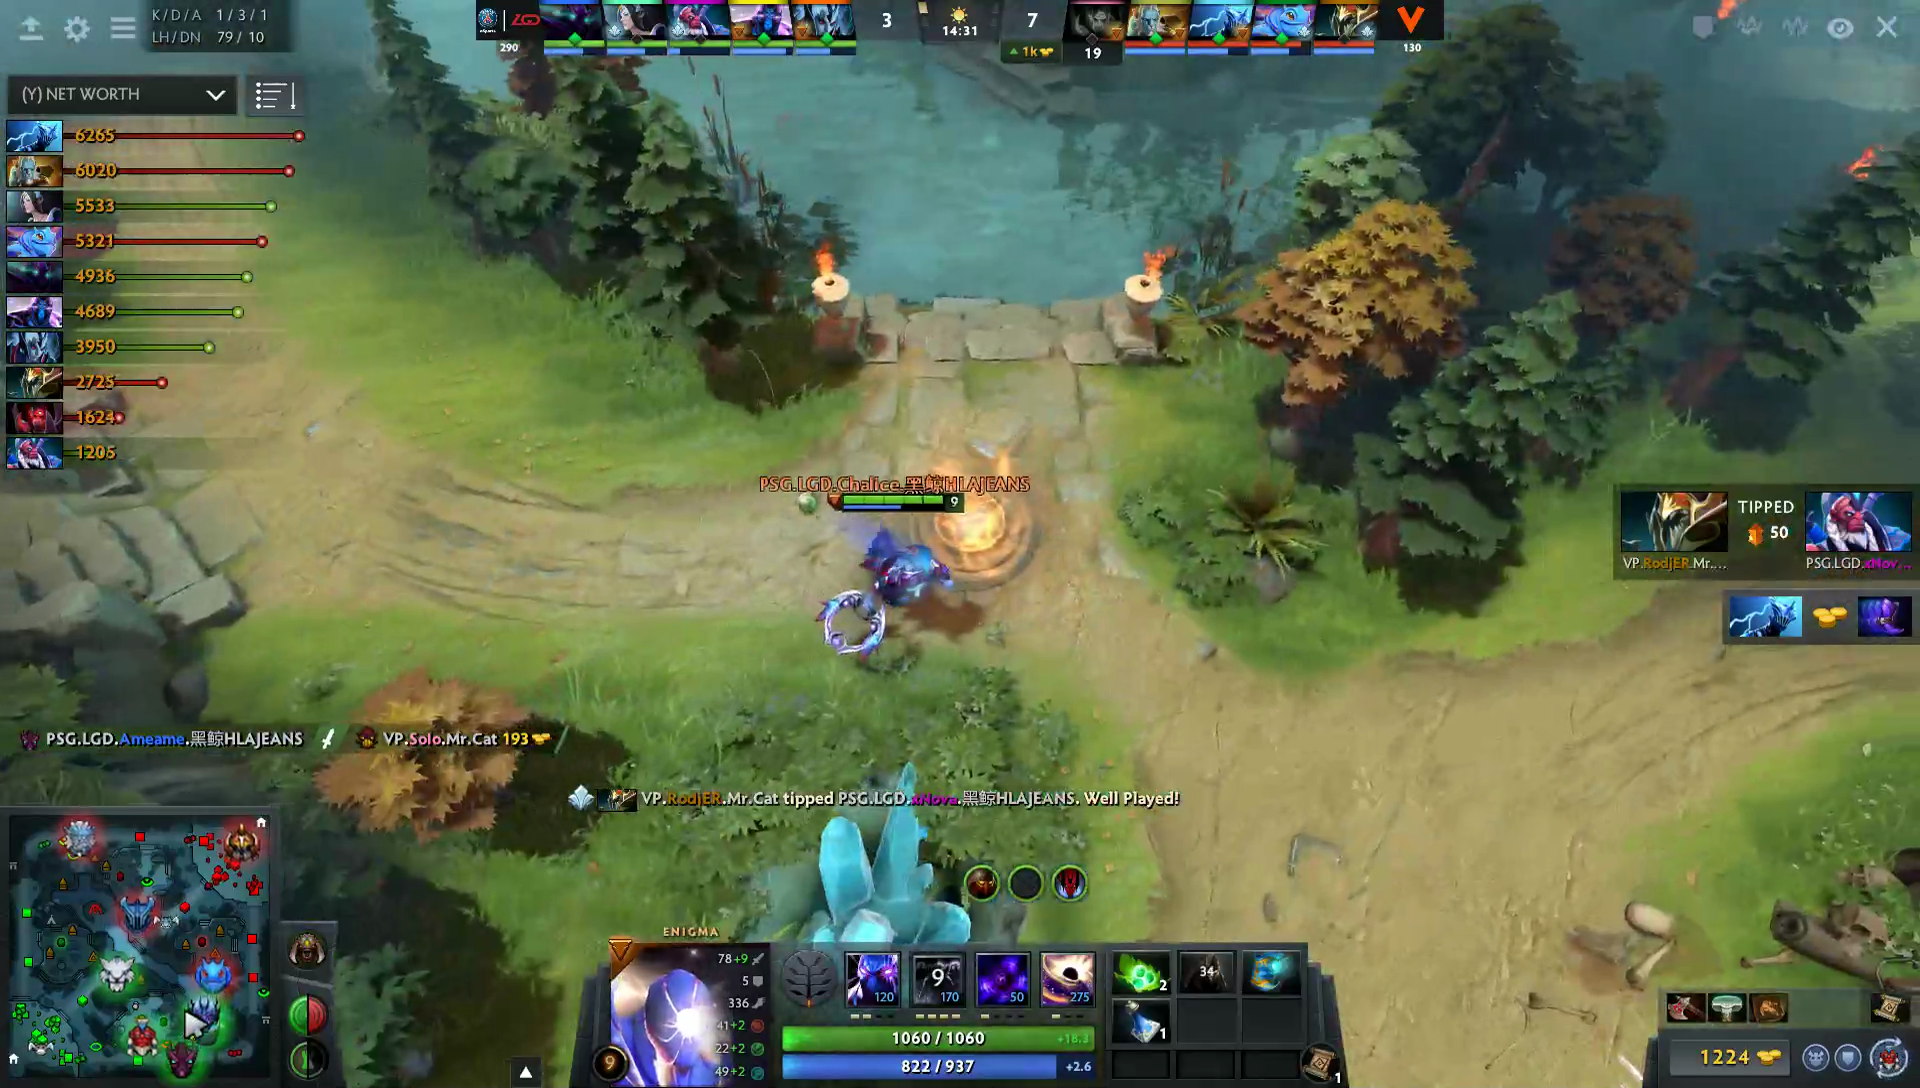 K/D/A 1/3/1
LH/DN 79/10
LGD
290
3
14:31
7
1k
19
130
(Y) NET WORTH
6265
6020
5533
5321
4936
4689
3950
2725
1624
1205
PSG.LGD.Chalice.黑鲸HLAJEANS
9
TIPPED
50
VP.RodjER.Mr....
PSG.LGD.xNov...
PSG.LGD.Ameame.黑鲸HLAJEANS
VP.Solo.Mr.Cat 193
VP.RodjER.Mr.Cat tipped PSG.LGD.xNova.黑鲸HLAJEANS. Well Played!
ENIGMA
78+9
5
336
41+2
22+2
49+2
9
120
9
170
50
275
1060 / 1060
+18.3
822 / 937
+2.6
2
34
1
1
1224